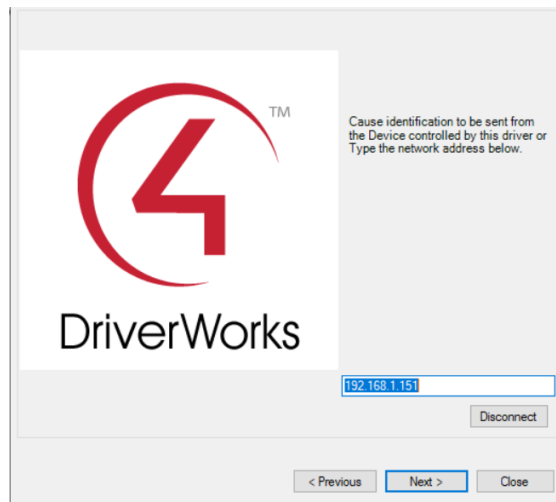 TM
Cause identification to be sent from
the Device controlled by this driver or
Type the network address below.
DriverWorks
192.168.1.151
Disconnect
< Previous
Next >
Close